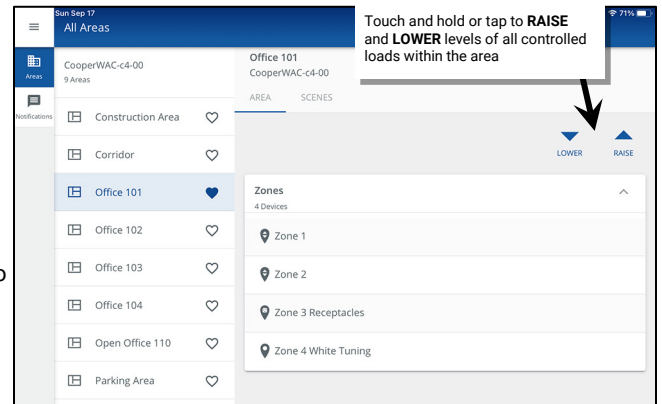 Sun Sep 17
71%
All Areas
Touch and hold or tap to RAISE
and LOWER levels of all controlled
loads within the area
Areas
Notifications
CooperWAC-c4-00
9 Areas
Construction Area
Corridor
Office 101
Office 102
Office 103
Office 104
Open Office 110
Parking Area
Office 101
CooperWAC-c4-00
AREA SCENES
LOWER RAISE
Zones
4 Devices
Zone 1
Zone 2
Zone 3 Receptacles
Zone 4 White Tuning